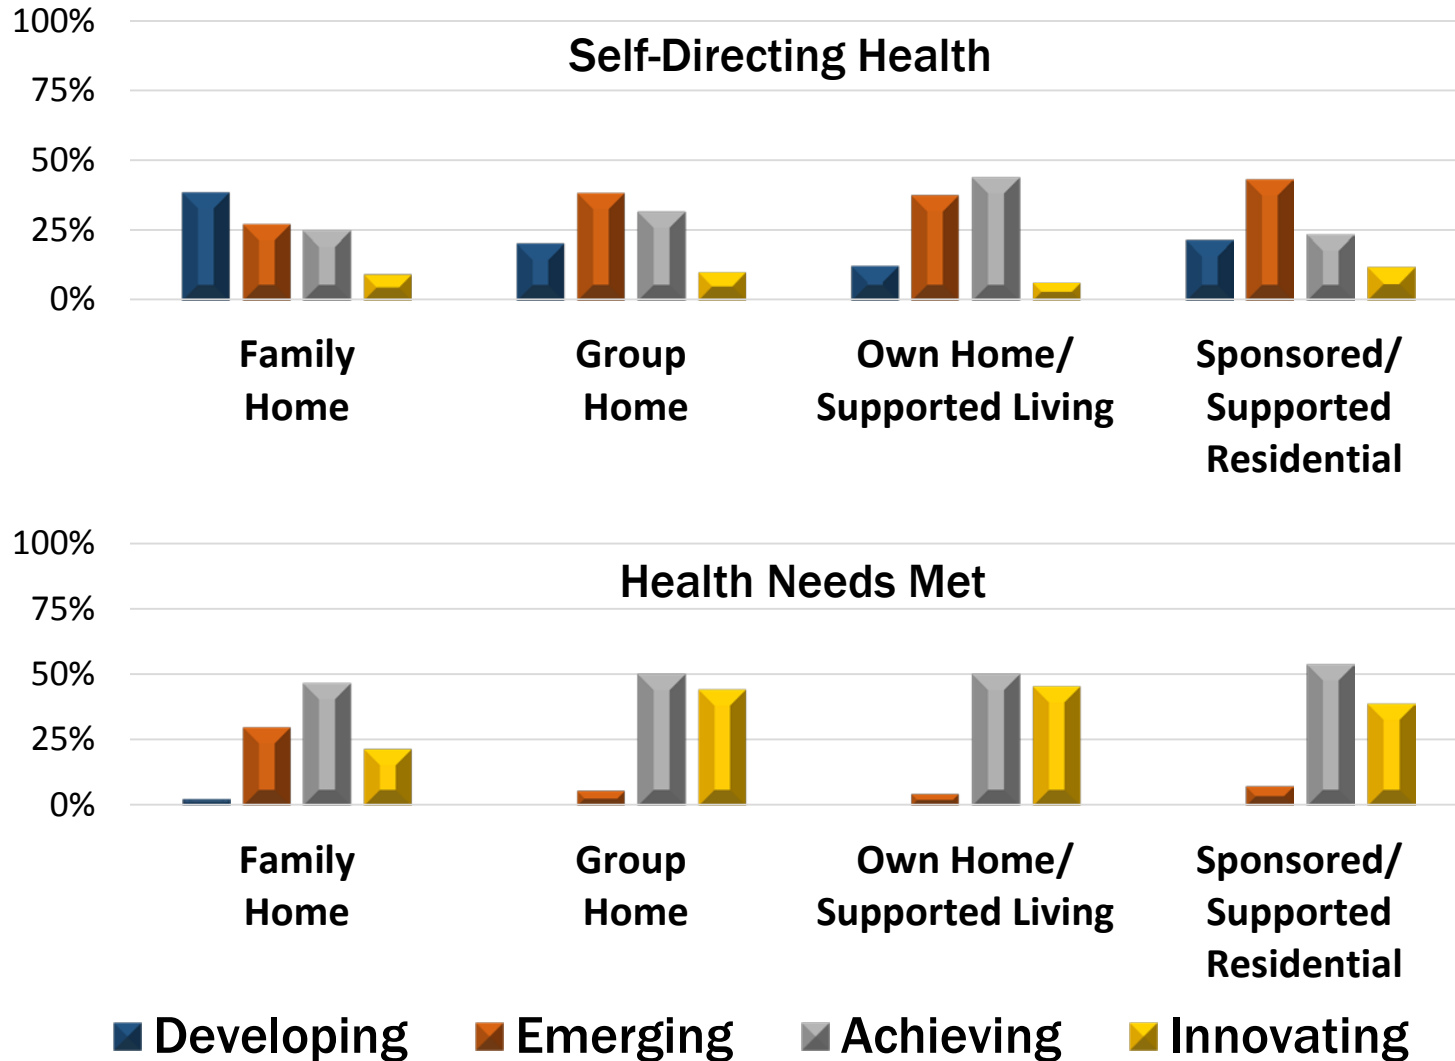 100%
Self-Directing Health
75%
50%
25%
0%
Family
Home
Group
Home
Own Home/
Supported Living
Sponsored/
Supported
Residential
100%
Health Needs Met
75%
50%
25%
0%
Family
Home
Group
Home
Own Home/
Supported Living
Sponsored/
Supported
Residential
Developing Emerging Achieving Innovating